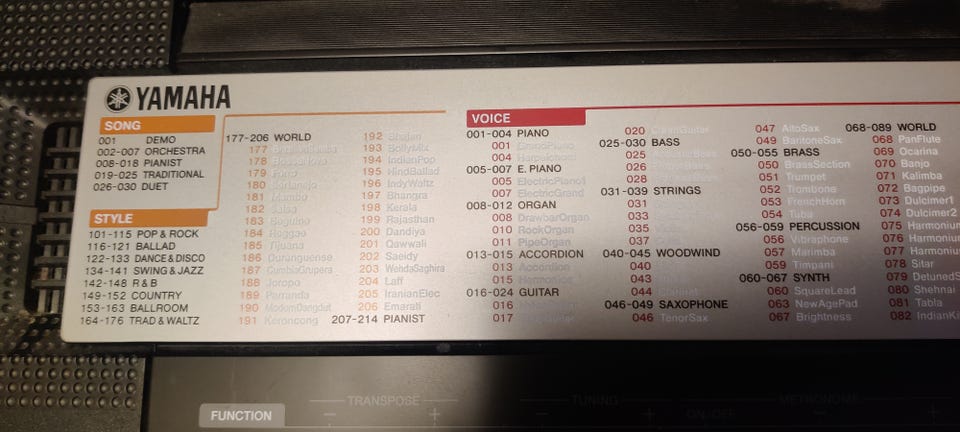 YAMAHA
SONG
001 DEMO
002-007 ORCHESTRA
008-018 PIANIST
019-025 TRADITIONAL
026-030 DUET
STYLE
101-115 POP & ROCK
116-121 BALLAD
122-133 DANCE & DISCO
134-141 SWING & JAZZ
142-148 R & B
149-152 COUNTRY
153-163 BALLROOM
164-176 TRAD & WALTZ
177-206 WORLD
177
178 BossaNova
179 Forro
180 Sertanejo
181 Mambo
182 Salsa
183 Beguine
184 Reggae
185 Tijuana
186 Duranguense
187 CumbiaGrupera
188 Joropo
189 Parranda
190 ModernDangdut
191 Keroncong
192 Bhajan
193 BollyMix
194 IndianPop
195 HindBallad
196 IndyWaltz
197 Bhangra
198 Kerala
199 Rajasthan
200 Dandiya
201 Qawwali
202 Saeidy
203 WehdaSaghira
204 Laff
205 IranianElec
206 Emarati
207-214 PIANIST
VOICE
001-004 PIANO
001 GrandPiano
004 Harpsichord
005-007 E. PIANO
005 ElectricPiano1
007 ElectricGrand
008-012 ORGAN
008 DrawbarOrgan
010 RockOrgan
011 PipeOrgan
013-015 ACCORDION
013 Accordion
015 Harmonica
016-024 GUITAR
016
017
020 CleanGuitar
025-030 BASS
025
026
028
031-039 STRINGS
031
033
035
037
040-045 WOODWIND
040
043
044
046-049 SAXOPHONE
046 TenorSax
047 AltoSax
049 BaritoneSax
050-055 BRASS
050 BrassSection
051 Trumpet
052 Trombone
053 FrenchHorn
054 Tuba
056-059 PERCUSSION
056 Vibraphone
057 Marimba
059 Timpani
060-067 SYNTH
060 SquareLead
063 NewAgePad
067 Brightness
068-089 WORLD
068 PanFlute
069 Ocarina
070 Banjo
071 Kalimba
072 Bagpipe
073 Dulcimer1
074 Dulcimer2
075 Harmonium
076 Harmonium
077 Harmonium
078 Sitar
079 DetunedS
080 Shehnai
081 Tabla
082 IndianKi
FUNCTION
TRANSPOSE
- +
TUNING
- +
ON/OFF
METRONOME
- +